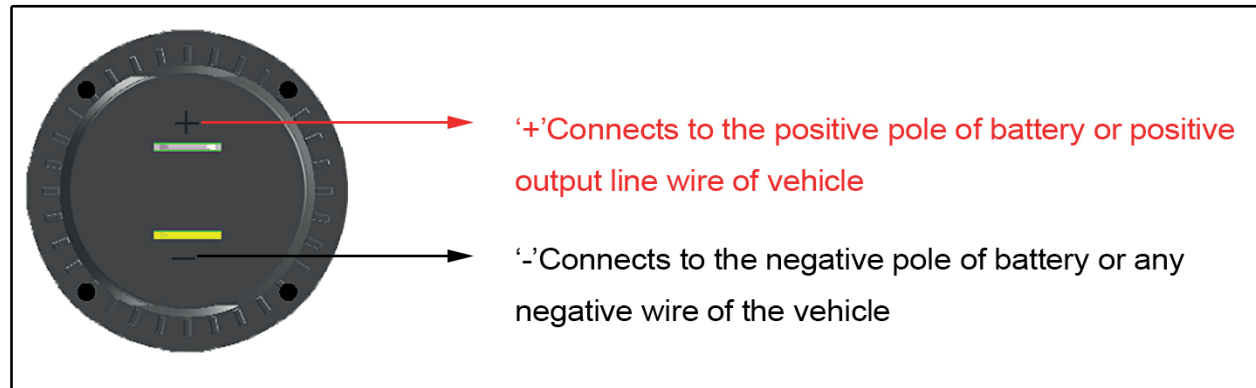 +
‘+’Connects to the positive pole of battery or positive
output line wire of vehicle
—
‘-’Connects to the negative pole of battery or any
negative wire of the vehicle